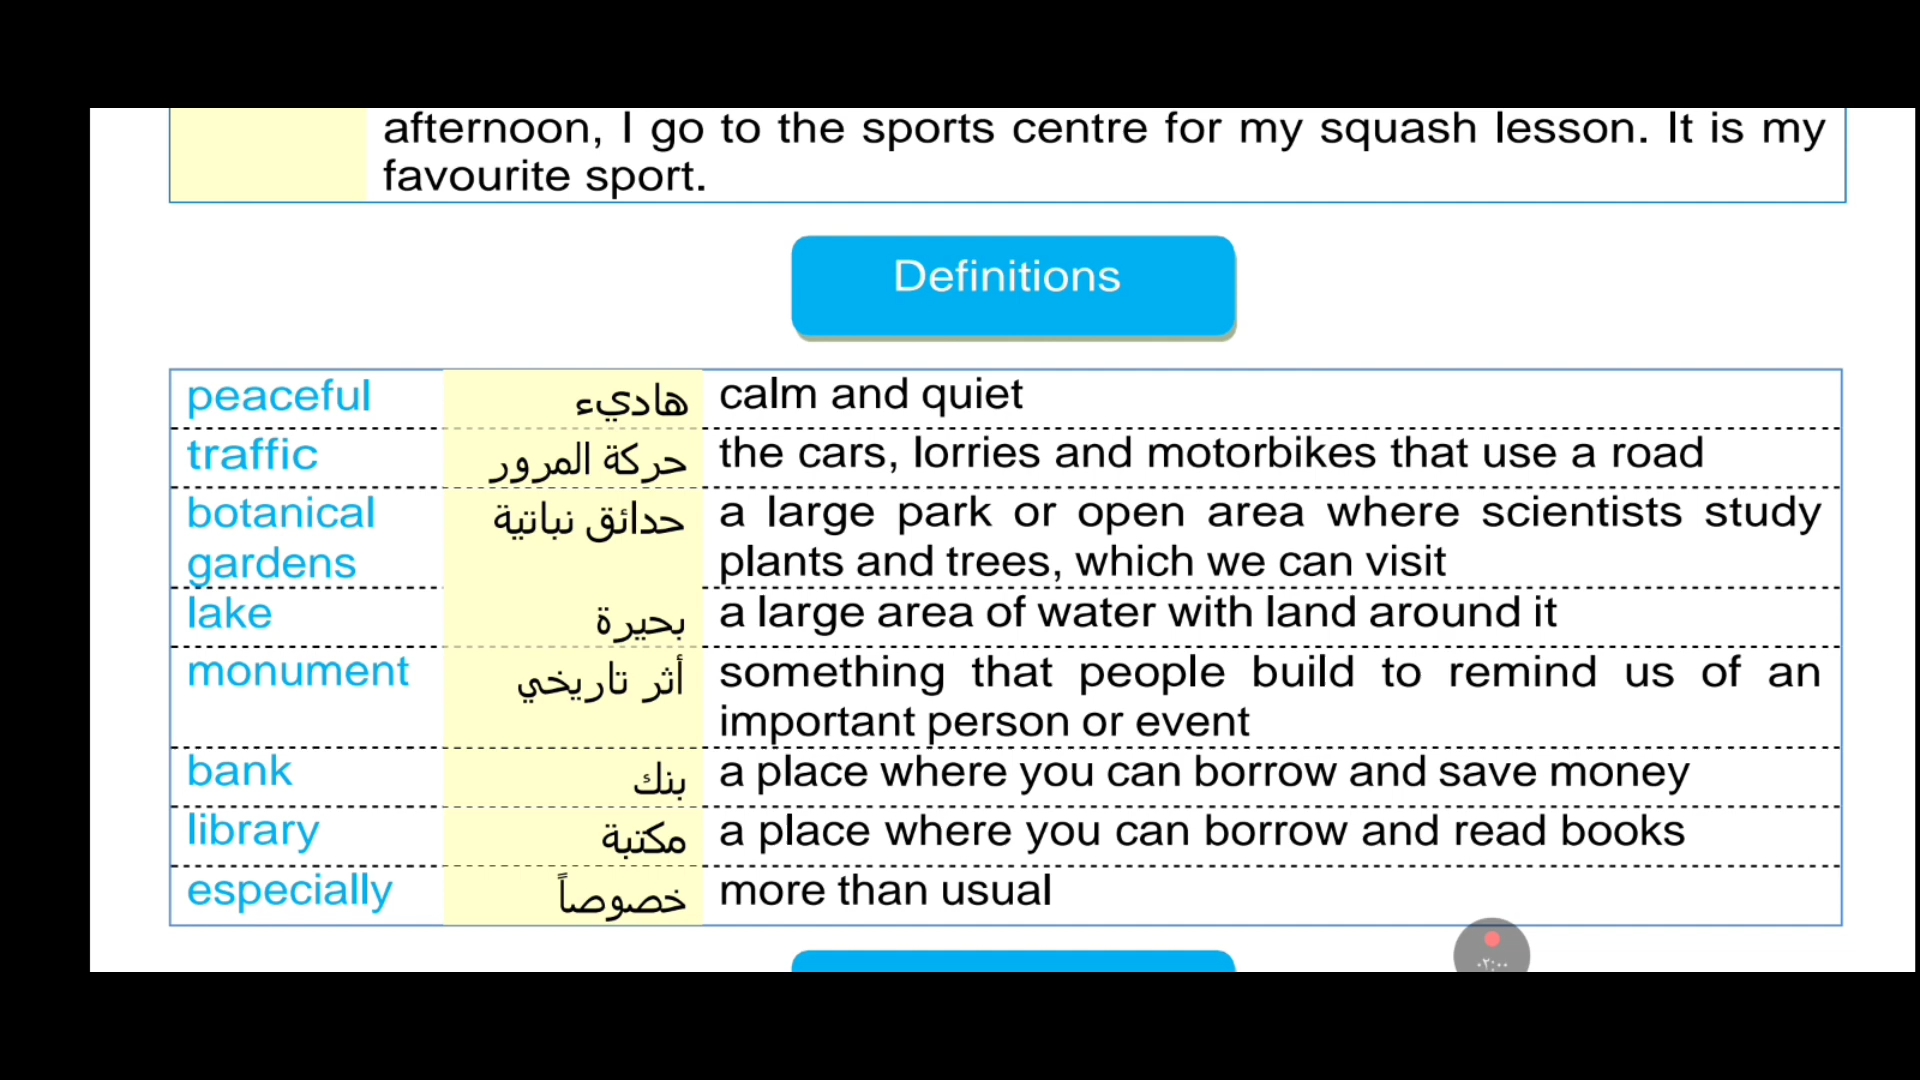 afternoon, I go to the sports centre for my squash lesson. It is my
favourite sport.
Definitions
peaceful هاديء calm and quiet
traffic حركة المرور the cars, lorries and motorbikes that use a road
botanical حدائق نباتية a large park or open area where scientists study
gardens plants and trees, which we can visit
lake بحيرة a large area of water with land around it
monument أثر تاريخي something that people build to remind us of an
important person or event
bank بنك a place where you can borrow and save money
library مكتبة a place where you can borrow and read books
especially خصوصاً more than usual
٠٢:٠٠